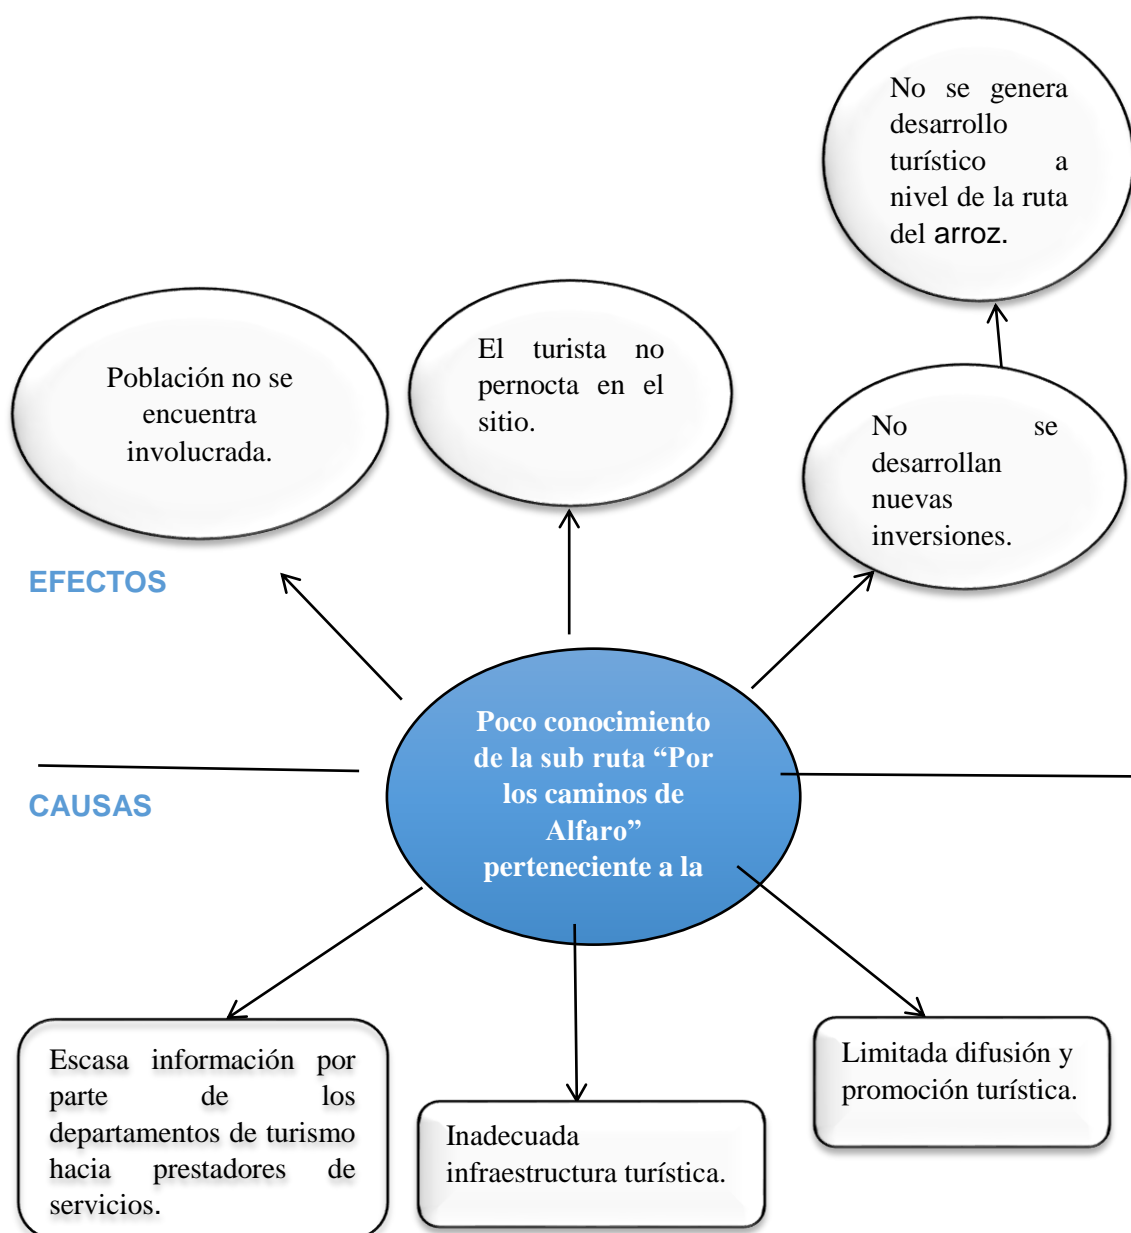 No se genera
desarrollo
turístico a
nivel de la ruta
del arroz.
Población no se
encuentra
involucrada.
El turista no
pernocta en el
sitio.
No se
desarrollan
nuevas
inversiones.
EFECTOS
Poco conocimiento
de la sub ruta “Por
los caminos de
Alfaro”
perteneciente a la
CAUSAS
Escasa información por
parte de los
departamentos de turismo
hacia prestadores de
servicios.
Inadecuada
infraestructura turística.
Limitada difusión y
promoción turística.